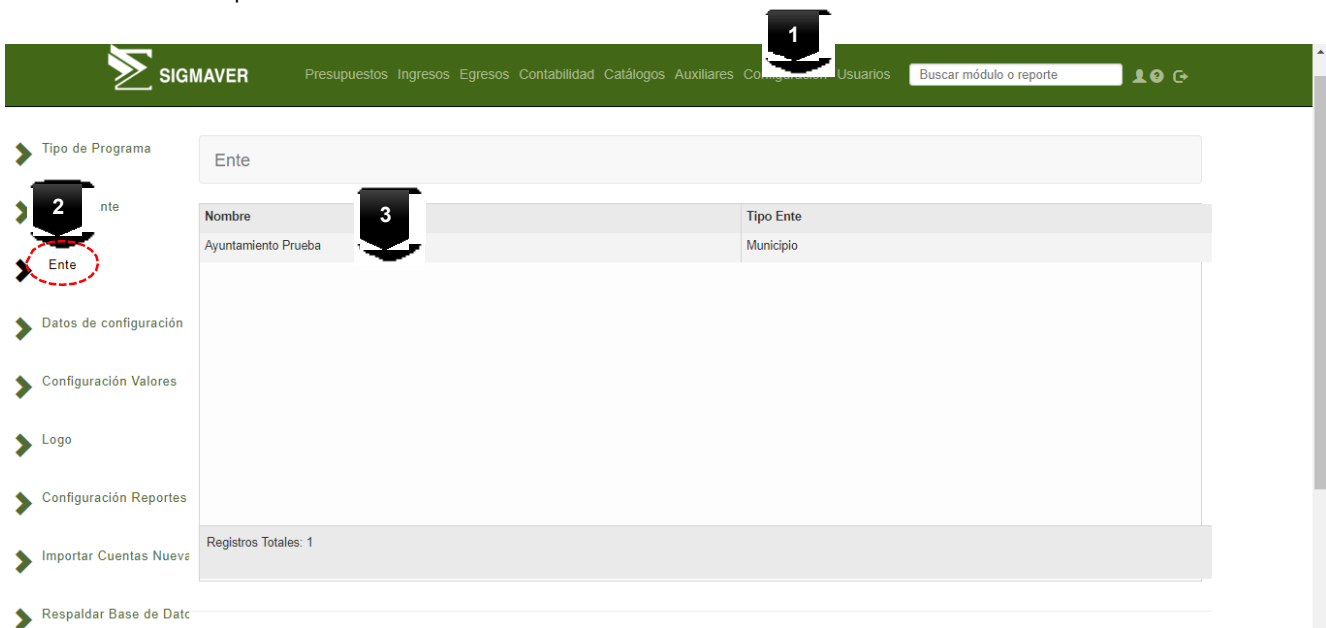 1
SIGMAVER Presupuestos Ingresos Egresos Contabilidad Catálogos Auxiliares Configuración Usuarios Buscar módulo o reporte
Tipo de Programa
Ente
2 nte
Nombre 3 Tipo Ente
Ayuntamiento Prueba Municipio
Ente
Datos de configuración
Configuración Valores
Logo
Configuración Reportes
Registros Totales: 1
Importar Cuentas Nueva
Respaldar Base de Datc